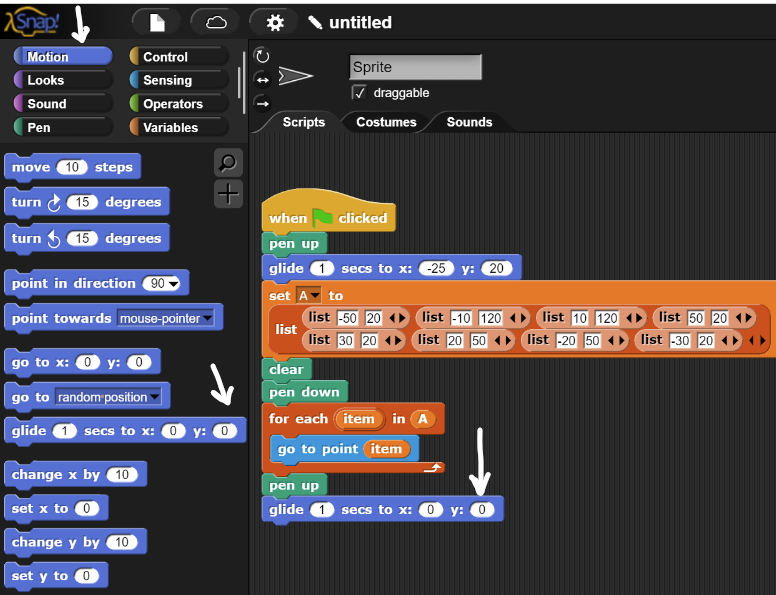 λSnap! untitled
Motion Control
Looks Sensing
Sound Operators
Pen Variables
Sprite
draggable
Scripts Costumes Sounds
move 10 steps
turn 15 degrees
turn 15 degrees
point in direction 90
point towards mouse-pointer
go to x: 0 y: 0
go to random position
glide 1 secs to x: 0 y: 0
change x by 10
set x to 0
change y by 10
set y to 0
when clicked
pen up
glide 1 secs to x: -25 y: 20
set A to
list list -50 20 list -10 120 list 10 120 list 50 20
list 30 20 list 20 50 list -20 50 list -30 20
clear
pen down
for each item in A
go to point item
pen up
glide 1 secs to x: 0 y: 0